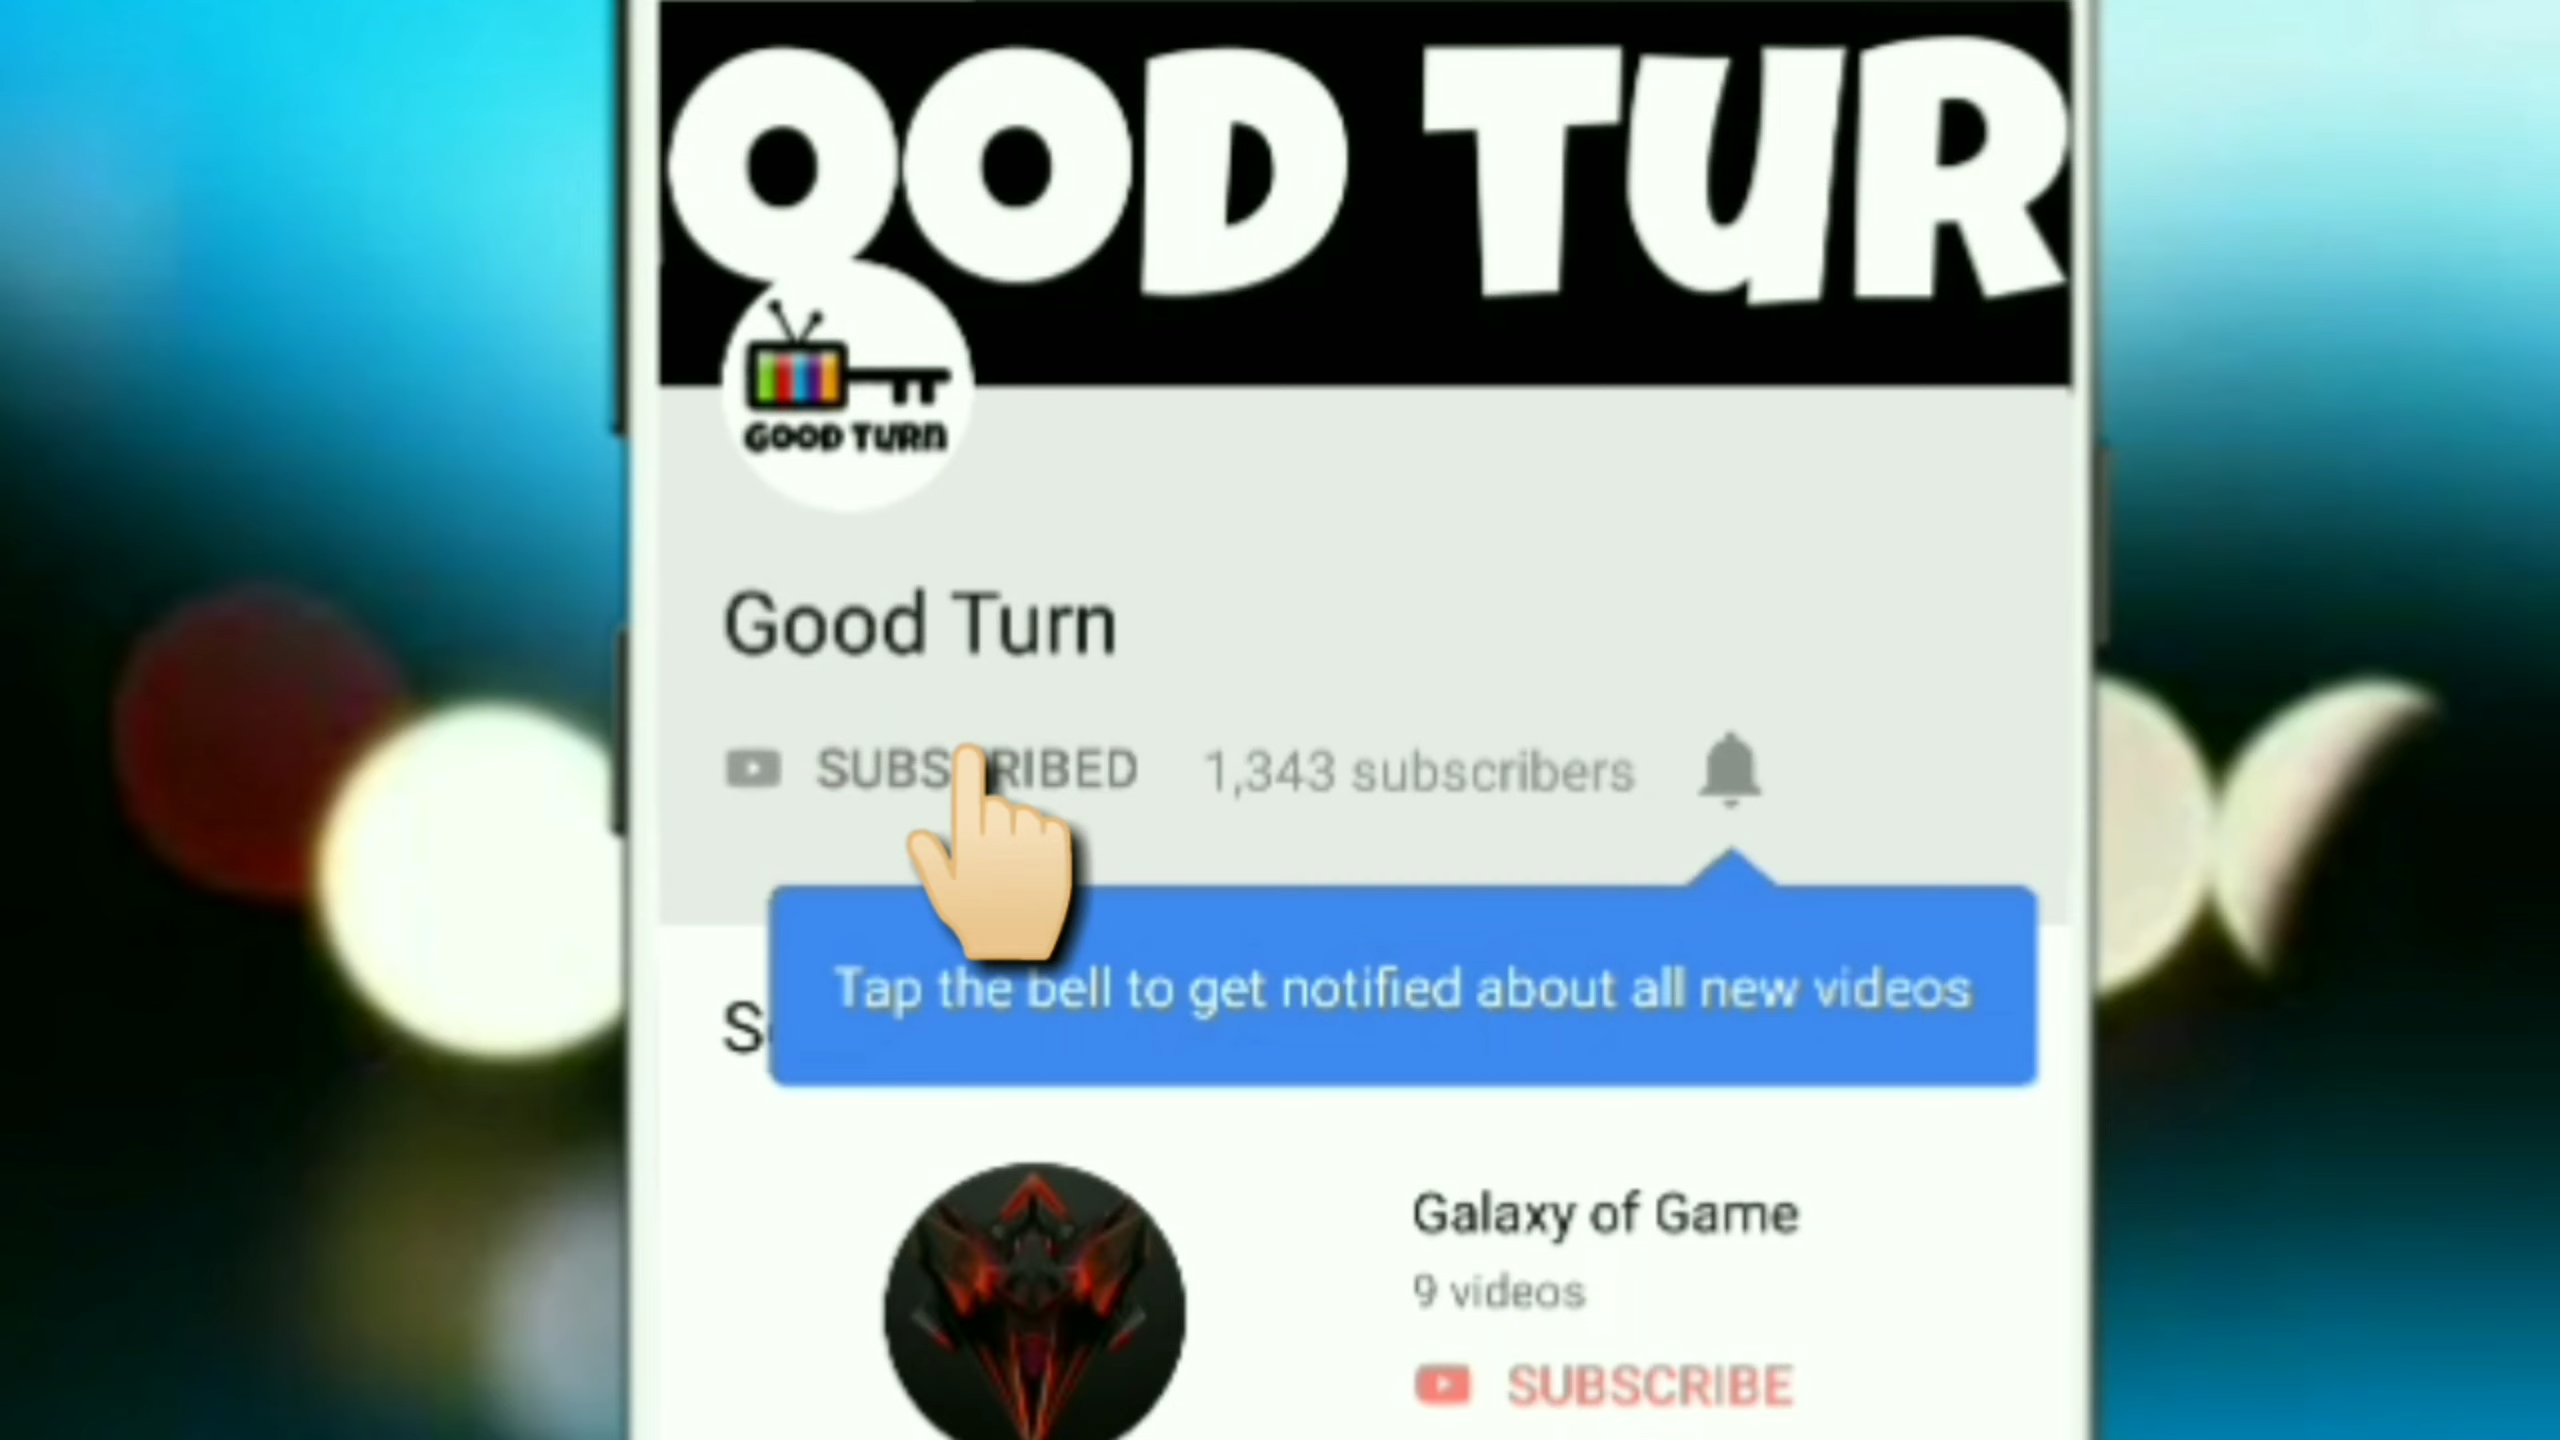 OOD TUR
GOOD TURN
Good Turn
SUBSCRIBED 1,343 subscribers
Tap the bell to get notified about all new videos
S
Galaxy of Game
9 videos
SUBSCRIBE